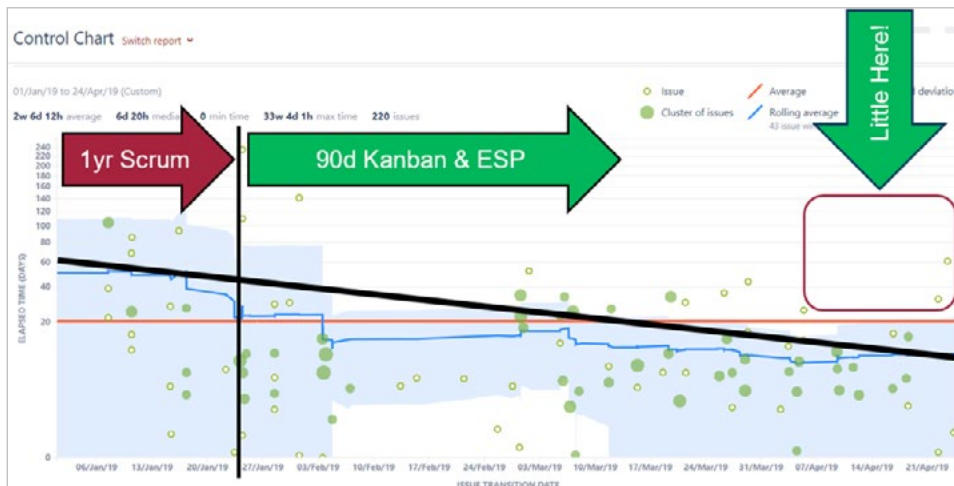 Control Chart Switch report
01/Jan/19 to 24/Apr/19 (Custom)
2w 6d 12h average 6d 20h media 0 min time 33w 4d 1h max time 220 issues
Issue Average d deviatio
Cluster of issues Rolling average
43 issue wi
Little Here!
1yr Scrum
90d Kanban & ESP
ELAPSED TIME (DAYS)
240
220
200
180
160
140
120
100
80
60
40
20
0
06/Jan/19 13/Jan/19 20/Jan/19 27/Jan/19 03/Feb/19 10/Feb/19 17/Feb/19 24/Feb/19 03/Mar/19 10/Mar/19 17/Mar/19 24/Mar/19 31/Mar/19 07/Apr/19 14/Apr/19 21/Apr/19
ISSUE TRANSITION DATE